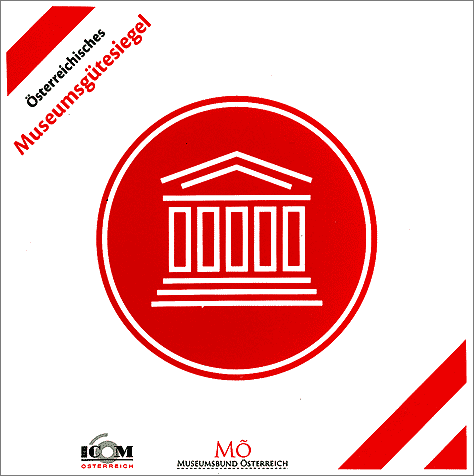 Österreichisches
Museumsgütesiegel
ICOM
ÖSTERREICH
MÖ
MUSEUMSBUND ÖSTERREICH